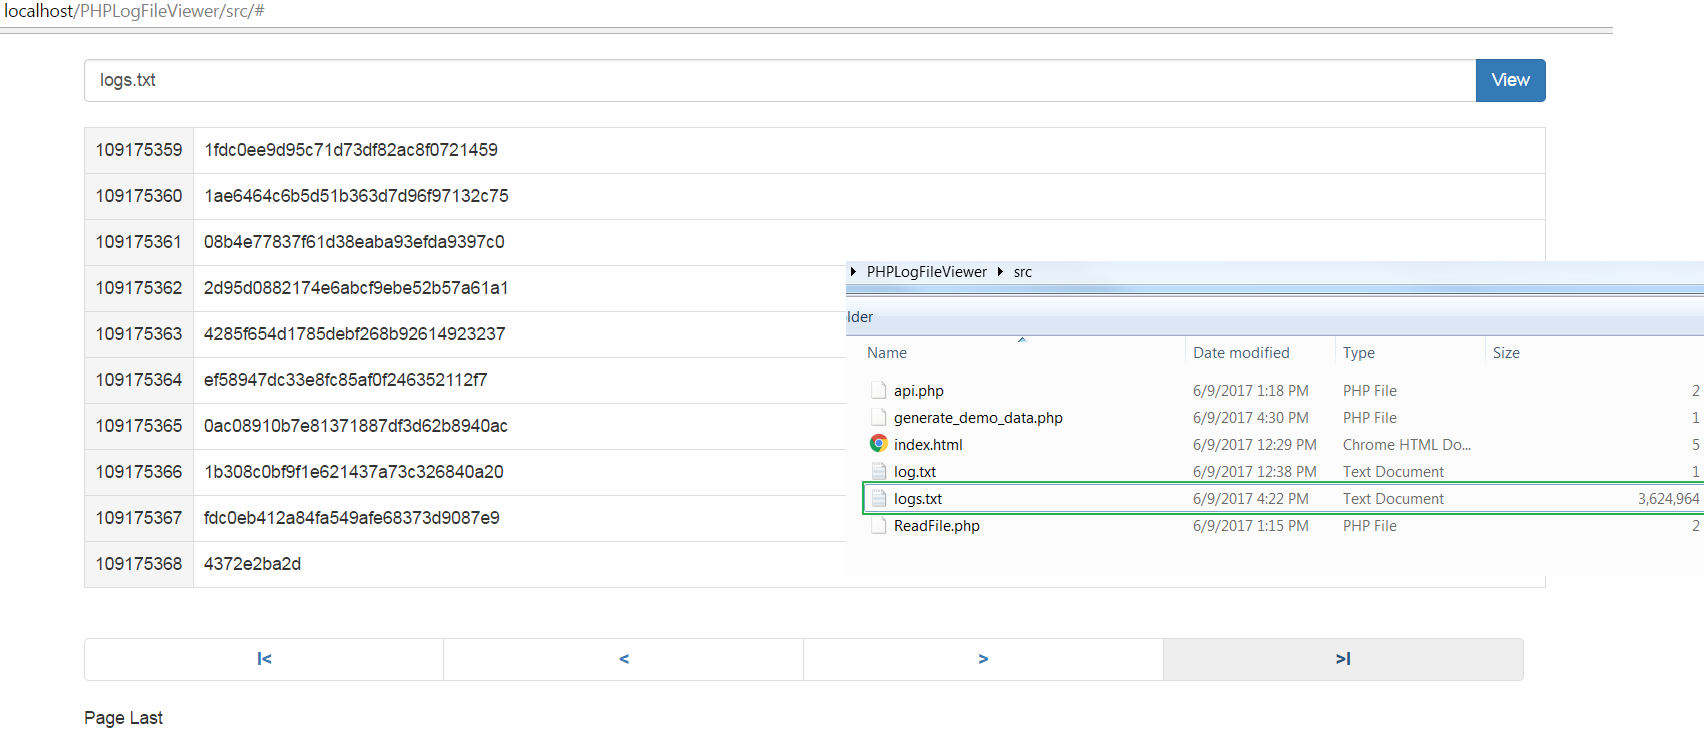 localhost/PHPLogFileViewer/src/#
logs.txt View
109175359 1fdc0ee9d95c71d73df82ac8f0721459
109175360 1ae6464c6b5d51b363d7d96f97132c75
109175361 08b4e77837f61d38eaba93efda9397c0
109175362 2d95d0882174e6abcf9ebe52b57a61a1
109175363 4285f654d1785debf268b92614923237
109175364 ef58947dc33e8fc85af0f246352112f7
109175365 0ac08910b7e81371887df3d62b8940ac
109175366 1b308c0bf9f1e621437a73c326840a20
109175367 fdc0eb412a84fa549afe68373d9087e9
109175368 4372e2ba2d
PHPLogFileViewer src
older
Name Date modified Type Size
api.php 6/9/2017 1:18 PM PHP File 2
generate_demo_data.php 6/9/2017 4:30 PM PHP File 1
index.html 6/9/2017 12:29 PM Chrome HTML Do... 5
log.txt 6/9/2017 12:38 PM Text Document 1
logs.txt 6/9/2017 4:22 PM Text Document 3,624,964
ReadFile.php 6/9/2017 1:15 PM PHP File 2
I< < > >I
Page Last